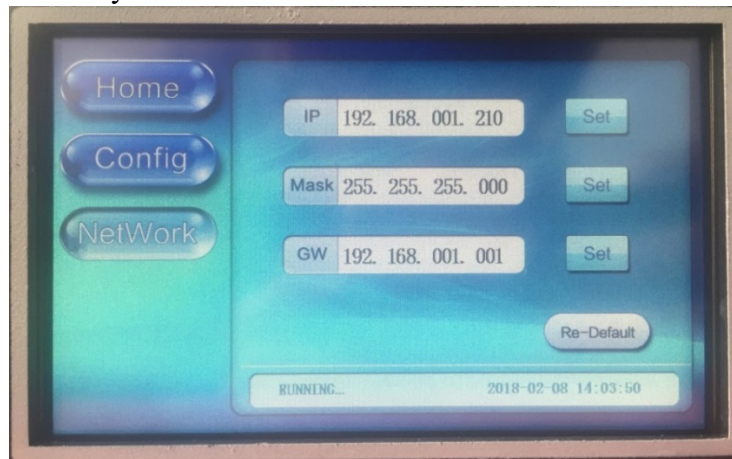 Home
Config
NetWork
IP 192. 168. 001. 210 Set
Mask 255. 255. 255. 000 Set
GW 192. 168. 001. 001 Set
Re-Default
RUNNING... 2018-02-08 14:03:50